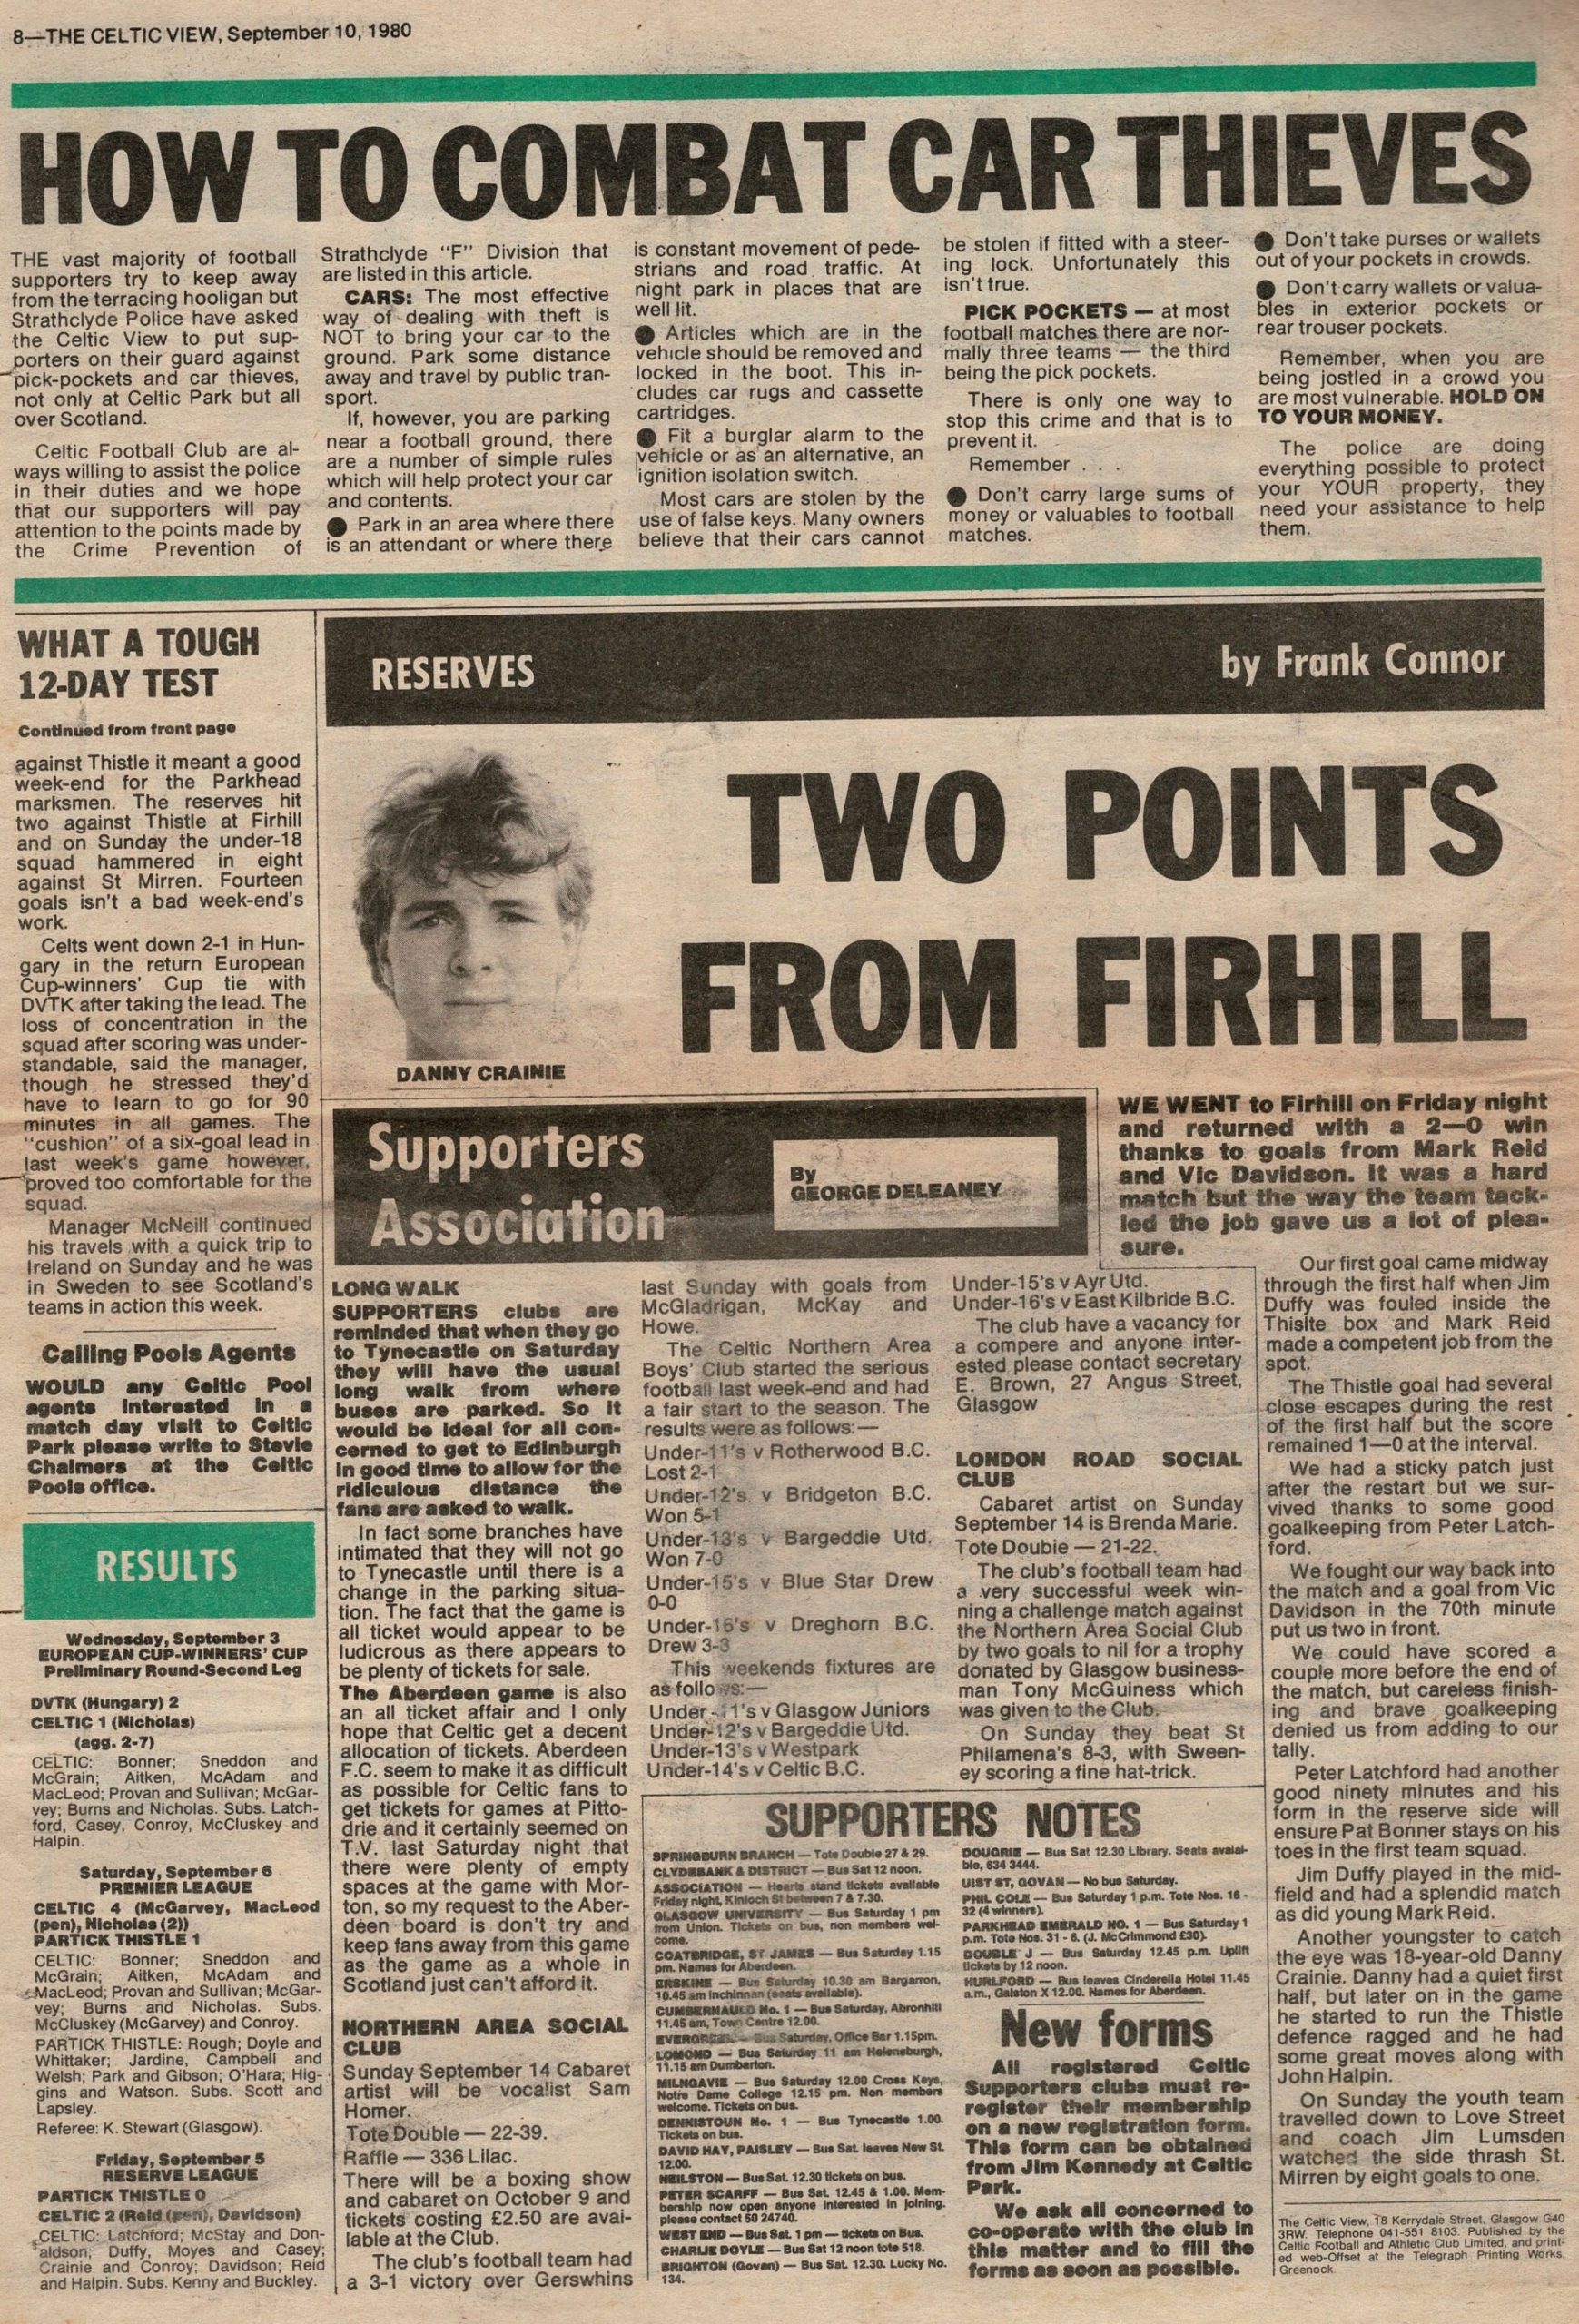 8—THE CELTIC VIEW, September 10, 1980
HOW TO COMBAT CAR THIEVES
THE vast majority of football
supporters try to keep away
from the terracing hooligan but
Strathclyde Police have asked
the Celtic View to put sup-
porters on their guard against
pick-pockets and car thieves,
not only at Celtic Park but all
over Scotland.
Celtic Football Club are al-
ways willing to assist the police
in their duties and we hope
that our supporters will pay
attention to the points made by
the Crime Prevention of
Strathclyde "F" Division that
are listed in this article.
CARS: The most effective
way of dealing with theft is
NOT to bring your car to the
ground. Park some distance
away and travel by public tran-
sport.
If, however, you are parking
near a football ground, there
are a number of simple rules
which will help protect your car
and contents.
● Park in an area where there
is an attendant or where there
is constant movement of pede-
strians and road traffic. At
night park in places that are
well lit.
● Articles which are in the
vehicle should be removed and
locked in the boot. This in-
cludes car rugs and cassette
cartridges.
● Fit a burglar alarm to the
vehicle or as an alternative, an
ignition isolation switch.
Most cars are stolen by the
use of false keys. Many owners
believe that their cars cannot
be stolen if fitted with a steer-
ing lock. Unfortunately this
isn't true.
PICK POCKETS — at most
football matches there are nor-
mally three teams — the third
being the pick pockets.
There is only one way to
stop this crime and that is to
prevent it.
Remember . . .
● Don't carry large sums of
money or valuables to football
matches.
● Don't take purses or wallets
out of your pockets in crowds.
● Don't carry wallets or valua-
bles in exterior pockets or
rear trouser pockets.
Remember, when you are
being jostled in a crowd you
are most vulnerable. HOLD ON
TO YOUR MONEY.
The police are doing
everything possible to protect
your YOUR property, they
need your assistance to help
them.
WHAT A TOUGH
12-DAY TEST
Continued from front page
against Thistle it meant a good
week-end for the Parkhead
marksmen. The reserves hit
two against Thistle at Firhill
and on Sunday the under-18
squad hammered in eight
against St Mirren. Fourteen
goals isn't a bad week-end's
work.
Celts went down 2-1 in Hun-
gary in the return European
Cup-winners' Cup tie with
DVTK after taking the lead. The
loss of concentration in the
squad after scoring was under-
standable, said the manager,
though he stressed they'd
have to learn to go for 90
minutes in all games. The
"cushion" of a six-goal lead in
last week's game however,
proved too comfortable for the
squad.
Manager McNeill continued
his travels with a quick trip to
Ireland on Sunday and he was
in Sweden to see Scotland's
teams in action this week.
Calling Pools Agents
WOULD any Celtic Pool
agents interested in a
match day visit to Celtic
Park please write to Stevie
Chalmers at the Celtic
Pools office.
RESULTS
Wednesday, September 3
EUROPEAN CUP-WINNERS' CUP
Preliminary Round-Second Leg
DVTK (Hungary) 2
CELTIC 1 (Nicholas)
(agg. 2-7)
CELTIC: Bonner; Sneddon and
McGrain; Aitken, McAdam and
MacLeod; Provan and Sullivan; McGar-
vey; Burns and Nicholas. Subs. Latch-
ford, Casey, Conroy, McCluskey and
Halpin.
Saturday, September 6
PREMIER LEAGUE
CELTIC 4 (McGarvey, MacLeod
(pen), Nicholas (2))
PARTICK THISTLE 1
CELTIC: Bonner; Sneddon and
McGrain; Aitken, McAdam and
MacLeod; Provan and Sullivan; McGar-
vey; Burns and Nicholas. Subs.
McCluskey (McGarvey) and Conroy.
PARTICK THISTLE: Rough; Doyle and
Whittaker; Jardine, Campbell and
Welsh; Park and Gibson; O'Hara; Hig-
gins and Watson. Subs. Scott and
Lapsley.
Referee: K. Stewart (Glasgow).
Friday, September 5
RESERVE LEAGUE
PARTICK THISTLE 0
CELTIC 2 (Reid (pen), Davidson)
CELTIC: Latchford; McStay and Don-
aldson; Duffy, Moyes and Casey;
Crainie and Conroy; Davidson; Reid
and Halpin. Subs. Kenny and Buckley.
RESERVES
by Frank Connor
TWO POINTS
FROM FIRHILL
DANNY CRAINIE
WE WENT to Firhill on Friday night
and returned with a 2—0 win
thanks to goals from Mark Reid
and Vic Davidson. It was a hard
match but the way the team tack-
led the job gave us a lot of plea-
sure.
Our first goal came midway
through the first half when Jim
Duffy was fouled inside the
Thislte box and Mark Reid
made a competent job from the
spot.
The Thistle goal had several
close escapes during the rest
of the first half but the score
remained 1—0 at the interval.
We had a sticky patch just
after the restart but we sur-
vived thanks to some good
goalkeeping from Peter Latch-
ford.
We fought our way back into
the match and a goal from Vic
Davidson in the 70th minute
put us two in front.
We could have scored a
couple more before the end of
the match, but careless finish-
ing and brave goalkeeping
denied us from adding to our
tally.
Peter Latchford had another
good ninety minutes and his
form in the reserve side will
ensure Pat Bonner stays on his
toes in the first team squad.
Jim Duffy played in the mid-
field and had a splendid match
as did young Mark Reid.
Another youngster to catch
the eye was 18-year-old Danny
Crainie. Danny had a quiet first
half, but later on in the game
he started to run the Thistle
defence ragged and he had
some great moves along with
John Halpin.
On Sunday the youth team
travelled down to Love Street
and coach Jim Lumsden
watched the side thrash St.
Mirren by eight goals to one.
Supporters
Association
By
GEORGE DELEANEY
LONG WALK
SUPPORTERS clubs are
reminded that when they go
to Tynecastle on Saturday
they will have the usual
long walk from where
buses are parked. So it
would be ideal for all con-
cerned to get to Edinburgh
in good time to allow for the
ridiculous distance the
fans are asked to walk.
In fact some branches have
intimated that they will not go
to Tynecastle until there is a
change in the parking situa-
tion. The fact that the game is
all ticket would appear to be
ludicrous as there appears to
be plenty of tickets for sale.
The Aberdeen game is also
an all ticket affair and I only
hope that Celtic get a decent
allocation of tickets. Aberdeen
F.C. seem to make it as difficult
as possible for Celtic fans to
get tickets for games at Pitto-
drie and it certainly seemed on
T.V. last Saturday night that
there were plenty of empty
spaces at the game with Mor-
ton, so my request to the Aber-
deen board is don't try and
keep fans away from this game
as the game as a whole in
Scotland just can't afford it.
NORTHERN AREA SOCIAL
CLUB
Sunday September 14 Cabaret
artist will be vocalist Sam
Homer.
Tote Double — 22-39.
Raffle — 336 Lilac.
There will be a boxing show
and cabaret on October 9 and
tickets costing £2.50 are avai-
lable at the Club.
The club's football team had
a 3-1 victory over Gerswhins
last Sunday with goals from
McGladrigan, McKay and
Howe.
The Celtic Northern Area
Boys' Club started the serious
football last week-end and had
a fair start to the season. The
results were as follows:—
Under-11's v Rotherwood B.C.
Lost 2-1
Under-12's v Bridgeton B.C.
Won 5-1
Under-13's v Bargeddie Utd.
Won 7-0
Under-15's v Blue Star Drew
0-0
Under-16's v Dreghorn B.C.
Drew 3-3
This weekends fixtures are
as follows:—
Under-11's v Glasgow Juniors
Under-12's v Bargeddie Utd.
Under-13's v Westpark
Under-14's v Celtic B.C.
Under-15's v Ayr Utd.
Under-16's v East Kilbride B.C.
The club have a vacancy for
a compere and anyone inter-
ested please contact secretary
E. Brown, 27 Angus Street,
Glasgow
LONDON ROAD SOCIAL
CLUB
Cabaret artist on Sunday
September 14 is Brenda Marie.
Tote Double — 21-22.
The club's football team had
a very successful week win-
ning a challenge match against
the Northern Area Social Club
by two goals to nil for a trophy
donated by Glasgow business-
man Tony McGuiness which
was given to the Club.
On Sunday they beat St
Philamena's 8-3, with Sween-
ey scoring a fine hat-trick.
SUPPORTERS NOTES
SPRINGBURN BRANCH — Tote Double 27 & 29.
CLYDEBANK & DISTRICT — Bus Sat 12 noon.
ASSOCIATION — Hearts stand tickets available
Friday night, Kinloch St between 7 & 7.30.
GLASGOW UNIVERSITY — Bus Saturday 1 pm
from Union. Tickets on bus, non members wel-
come.
COATBRIDGE, ST JAMES — Bus Saturday 1.15
pm. Names for Aberdeen.
ERSKINE — Bus Saturday 10.30 am Bargarron,
10.45 am Inchinnan (seats available).
CUMBERNAULD No. 1 — Bus Saturday, Abronhill
11.45 am, Town Centre 12.00.
EVERGREEN — Bus Saturday, Office Bar 1.15pm.
LOMOND — Bus Saturday 11 am Helensburgh,
11.15 am Dumbarton.
MILNGAVIE — Bus Saturday 12.00 Cross Keys,
Notre Dame College 12.15 pm. Non members
welcome. Tickets on bus.
DENNISTOUN No. 1 — Bus Tynecastle 1.00.
Tickets on bus.
DAVID HAY, PAISLEY — Bus Sat. leaves New St.
12.00.
NEILSTON — Bus Sat. 12.30 tickets on bus.
PETER SCARFF — Bus Sat. 12.45 & 1.00. Mem-
bership now open anyone interested in joining.
please contact 50 24740.
WEST END — Bus Sat. 1 pm — tickets on Bus.
CHARLIE DOYLE — Bus Sat 12 noon tote 518.
BRIGHTON (Govan) — Bus Sat. 12.30. Lucky No.
134.
DOUGRIE — Bus Sat 12.30 Library. Seats avaial-
ble, 634 3444.
UIST ST, GOVAN — No bus Saturday.
PHIL COLE — Bus Saturday 1 p.m. Tote Nos. 16 -
32 (4 winners).
PARKHEAD EMERALD NO. 1 — Bus Saturday 1
p.m. Tote Nos. 31 - 6. (J. McCrimmond £30).
DOUBLE J — Bus Saturday 12.45 p.m. Uplift
tickets by 12 noon.
HURLFORD — Bus leaves Cinderella Hotel 11.45
a.m., Galston X 12.00. Names for Aberdeen.
New forms
All registered Celtic
Supporters clubs must re-
register their membership
on a new registration form.
This form can be obtained
from Jim Kennedy at Celtic
Park.
We ask all concerned to
co-operate with the club in
this matter and to fill the
forms as soon as possible.
The Celtic View, 18 Kerrydale Street, Glasgow G40
3RW. Telephone 041-551 8103. Published by the
Celtic Football and Athletic Club Limited, and print-
ed web-Offset at the Telegraph Printing Works,
Greenock.